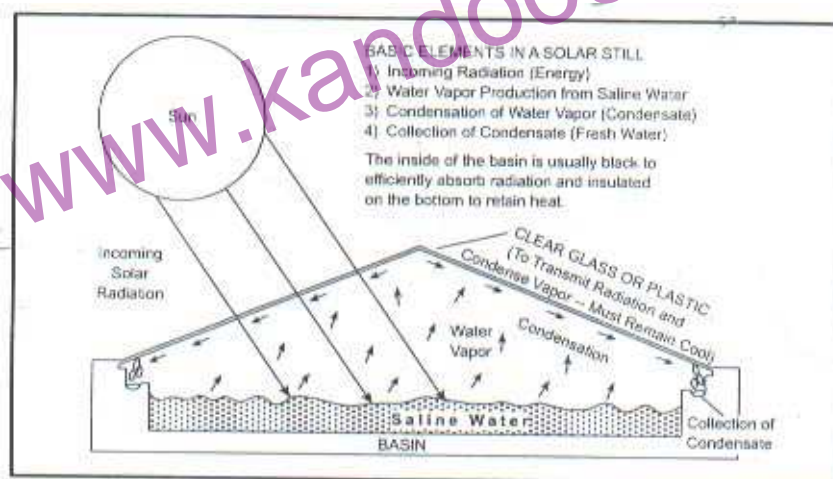 www.kandoo
BASIC ELEMENTS IN A SOLAR STILL
1) Incoming Radiation (Energy)
2) Water Vapor Production from Saline Water
3) Condensation of Water Vapor (Condensate)
4) Collection of Condensate (Fresh Water)
The inside of the basin is usually black to
efficiently absorb radiation and insulated
on the bottom to retain heat.
Sun
Incoming
Solar
Radiation
CLEAR GLASS OR PLASTIC
(To Transmit Radiation and
Condense Vapor -- Must Remain Cool)
Water
Vapor
Condensation
Saline Water
BASIN
Collection of
Condensate